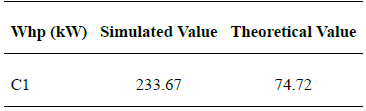 Whp (kW) Simulated Value Theoretical Value
C1 233.67 74.72